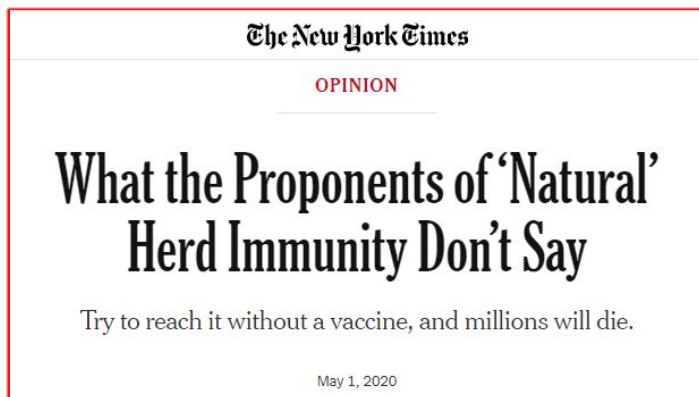 The New York Times
OPINION
What the Proponents of ‘Natural’
Herd Immunity Don’t Say
Try to reach it without a vaccine, and millions will die.
May 1, 2020